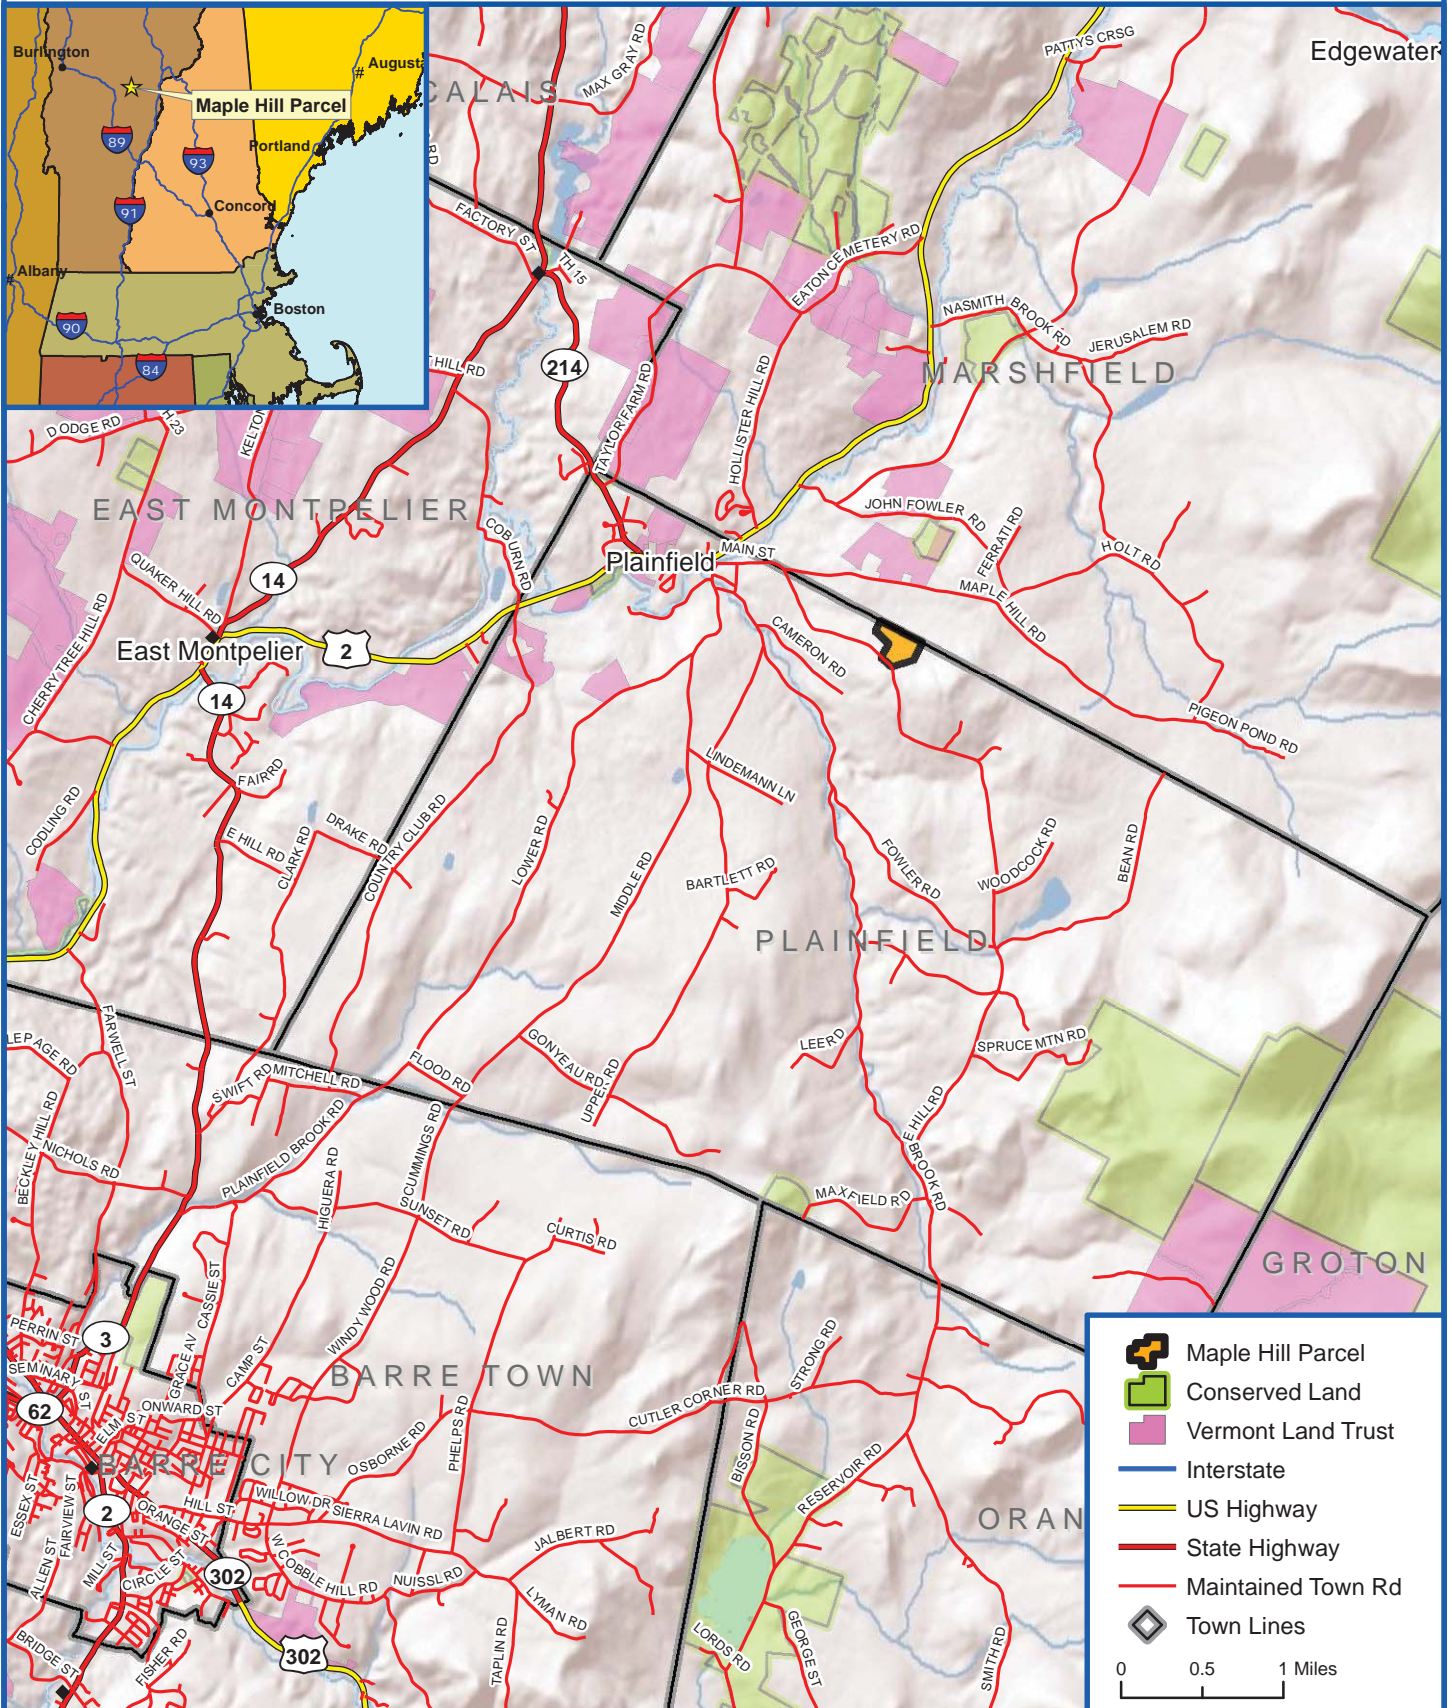 Burlington
Augusta
Maple Hill Parcel
89
93
Portland
91
Concord
Albany
Boston
90
84
CALAIS
MAX GRAY RD
PATTYS CRSG
Edgewater
RD
FACTORY ST
TH 15
EATON CEMETERY RD
NASMITH BROOK RD
JERUSALEM RD
HILL RD
214
MARSHFIELD
TAYLOR FARM RD
HOLLISTER HILL RD
DODGE RD
H-23
KELTON
EAST MONTPELIER
JOHN FOWLER RD
COBURN RD
FERRATI RD
HOLT RD
MAIN ST
Plainfield
QUAKER HILL RD
14
MAPLE HILL RD
CHERRY TREE HILL RD
East Montpelier
2
CAMERON RD
14
PIGEON POND RD
LINDEMANN LN
FAIR RD
CODLING RD
DRAKE RD
E HILL RD
CLARK RD
COUNTRY CLUB RD
LOWER RD
MIDDLE RD
BARTLETT RD
FOWLER RD
WOODCOCK RD
BEAN RD
PLAINFIELD
LEPAGE RD
FARWELL ST
GONYEAU RD
LEE RD
SPRUCE MTN RD
FLOOD RD
SWIFT RD
MITCHELL RD
UPPER RD
BECKLEY HILL RD
NICHOLS RD
PLAINFIELD BROOK RD
CUMMINGS RD
E HILL RD
BROOK RD
HIGUERA RD
SUNSET RD
CURTIS RD
MAXFIELD RD
GROTON
CASSIE ST
WINDY WOOD RD
PERRIN ST
3
GRACE AV
CAMP ST
STRONG RD
SEMINARY ST
BARRE TOWN
62
ONWARD ST
ELM ST
CUTLER CORNER RD
PHELPS RD
OSBORNE RD
BISSON RD
BARRE CITY
RESERVOIR RD
ESSEX ST
FAIRVIEW ST
2
HILL ST
WILLOW DR
SIERRA LAVIN RD
ORANGE ST
ORAN
JALBERT RD
ALLEN ST
MILL ST
CIRCLE ST
302
W COBBLE HILL RD
NUISSL RD
LYMAN RD
BRIDGE ST
FISHER RD
302
TAPLIN RD
LORDS RD
GEORGE ST
SMITH RD
Maple Hill Parcel
Conserved Land
Vermont Land Trust
Interstate
US Highway
State Highway
Maintained Town Rd
Town Lines
0 0.5 1 Miles